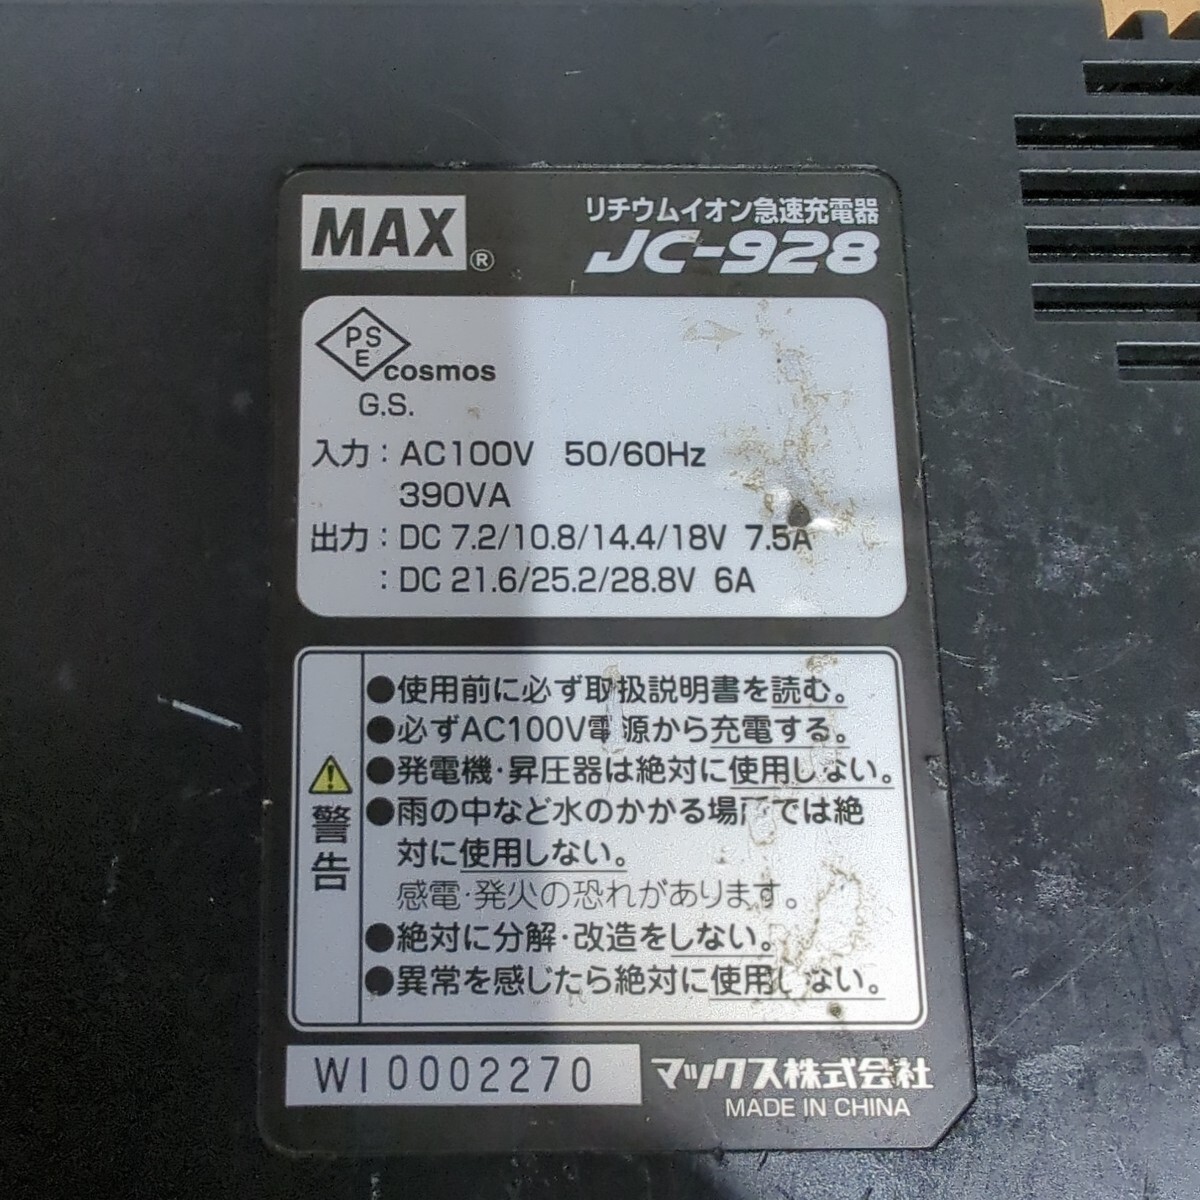 MAX®
リチウムイオン急速充電器
JC-928
PSE
cosmos
G.S.
入力：AC100V 50/60Hz
390VA
出力：DC 7.2/10.8/14.4/18V 7.5A
：DC 21.6/25.2/28.8V 6A
警告
●使用前に必ず取扱説明書を読む。
●必ずAC100V電源から充電する。
●発電機・昇圧器は絶対に使用しない。
●雨の中など水のかかる場所では絶
対に使用しない。
感電・発火の恐れがあります。
●絶対に分解・改造をしない。
●異常を感じたら絶対に使用しない。
WI0002270
マックス株式会社
MADE IN CHINA